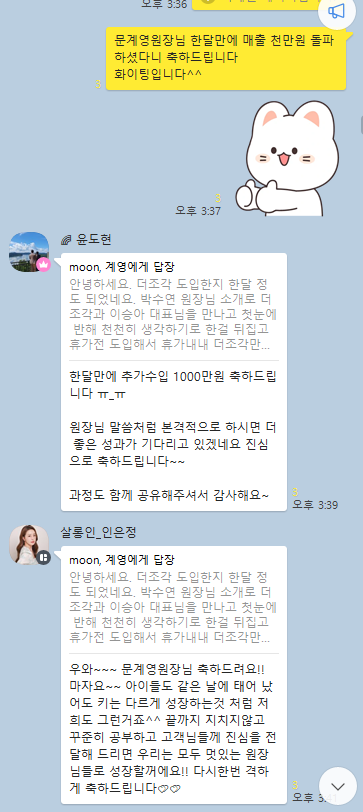 오후 3:36
문계영원장님 한달만에 매출 천만원 돌파
하셨다니 축하드립니다
화이팅입니다^^
3
3
오후 3:37
윤도현
moon, 계영에게 답장
안녕하세요. 더조각 도입한지 한달 정
도 되었네요. 박수연 원장님 소개로 더
조각과 이승아 대표님을 만나고 첫눈에
반해 천천히 생각하기로 한걸 뒤집고
휴가전 도입해서 휴가내내 더조각만...
한달만에 추가수입 1000만원 축하드립
니다 ㅠ_ㅠ
원장님 말씀처럼 본격적으로 하시면 더
좋은 성과가 기다리고 있겠네요 진심
으로 축하드립니다~~
과정도 함께 공유해주셔서 감사해요~
3
오후 3:39
살롱인_인은정
moon, 계영에게 답장
안녕하세요. 더조각 도입한지 한달 정
도 되었네요. 박수연 원장님 소개로 더
조각과 이승아 대표님을 만나고 첫눈에
반해 천천히 생각하기로 한걸 뒤집고
휴가전 도입해서 휴가내내 더조각만...
우와~~~ 문계영원장님 축하드려요!!
마자요~~ 아이들도 같은 날에 태어 났
어도 키는 다르게 성장하는것 처럼 저
희도 그런거죠^^ 끝까지 지치지않고
꾸준히 공부하고 고객님들께 진심을 전
달해 드리면 우리는 모두 멋있는 원장
님들로 성장할꺼에요!! 다시한번 격하
게 축하드립니다♡♡
3
오후